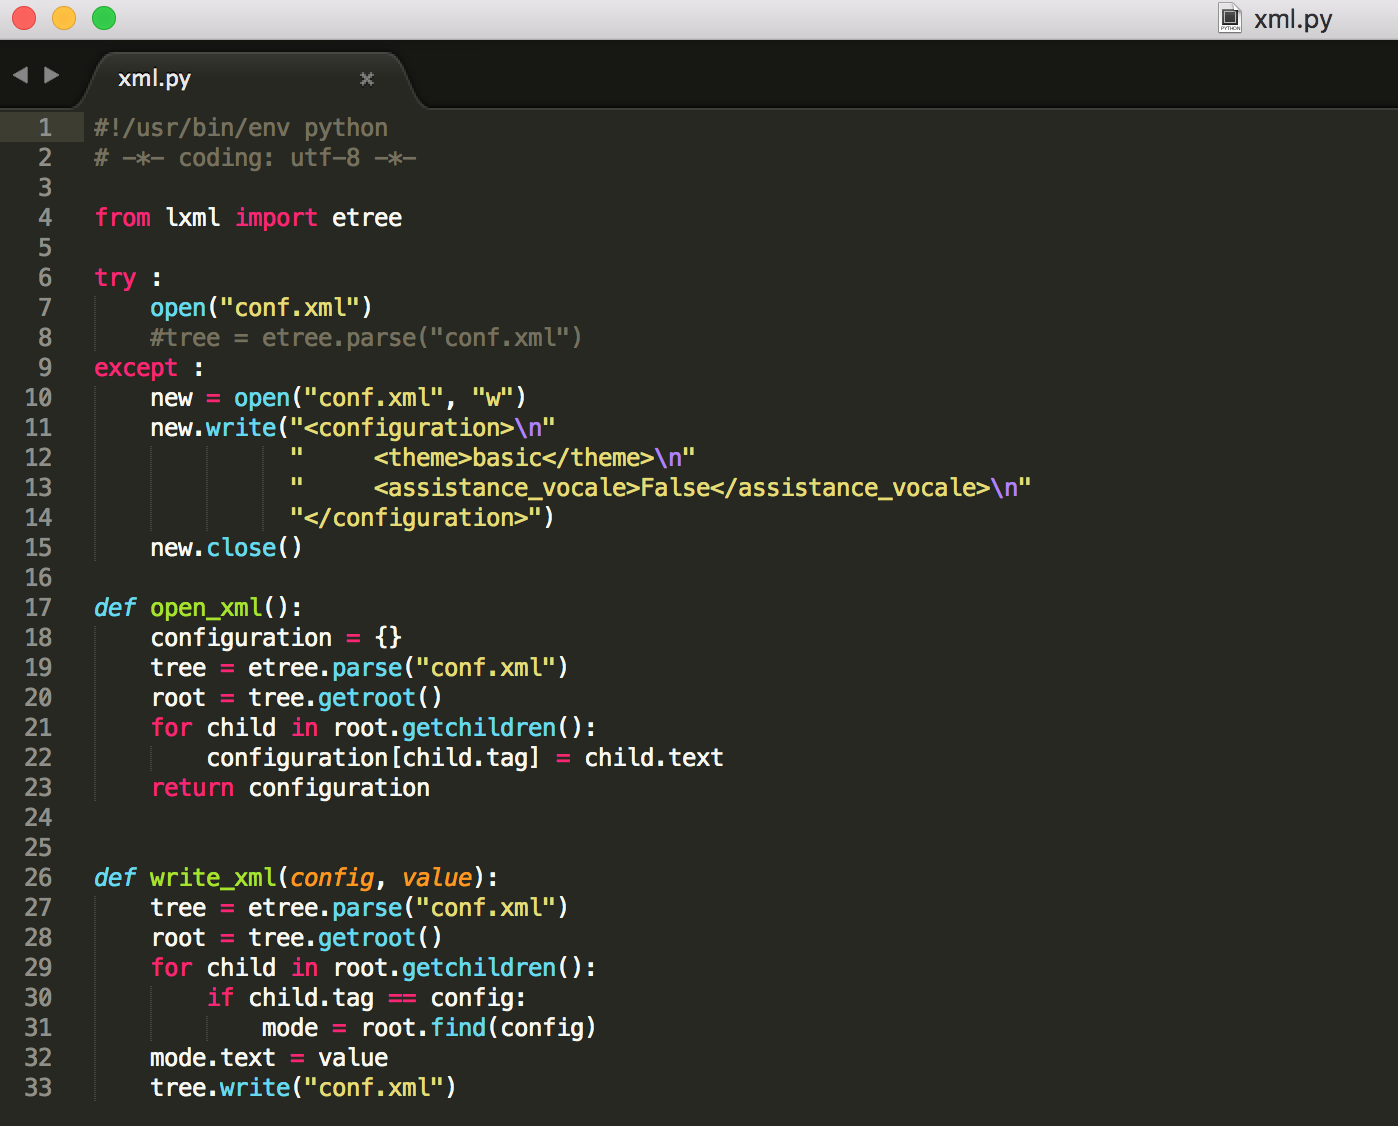 xml.py
xml.py
1 #!/usr/bin/env python
2 # -*- coding: utf-8 -*-
3
4 from lxml import etree
5
6 try :
7     open("conf.xml")
8     #tree = etree.parse("conf.xml")
9 except :
10     new = open("conf.xml", "w")
11     new.write("<configuration>\n"
12               "     <theme>basic</theme>\n"
13               "     <assistance_vocale>False</assistance_vocale>\n"
14               "</configuration>")
15     new.close()
16
17 def open_xml():
18     configuration = {}
19     tree = etree.parse("conf.xml")
20     root = tree.getroot()
21     for child in root.getchildren():
22         configuration[child.tag] = child.text
23     return configuration
24
25
26 def write_xml(config, value):
27     tree = etree.parse("conf.xml")
28     root = tree.getroot()
29     for child in root.getchildren():
30         if child.tag == config:
31             mode = root.find(config)
32     mode.text = value
33     tree.write("conf.xml")